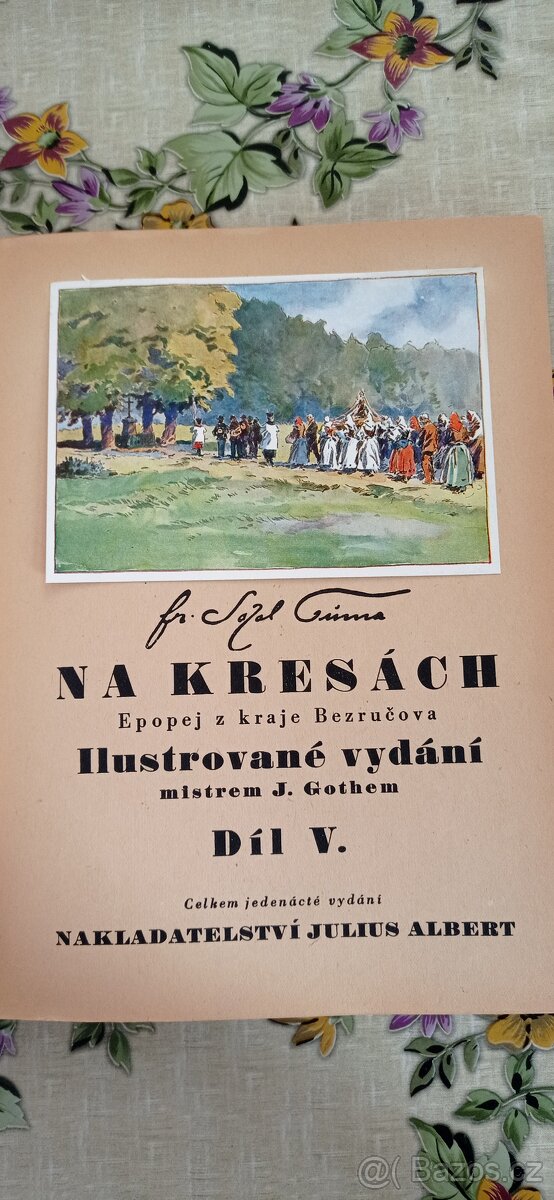 Fr. Sokol Tůma
NA KRESÁCH
Epopej z kraje Bezručova
Ilustrované vydání
mistrem J. Gothem
Díl V.
Celkem jedenácté vydání
NAKLADATELSTVÍ JULIUS ALBERT
@ Bazos.cz